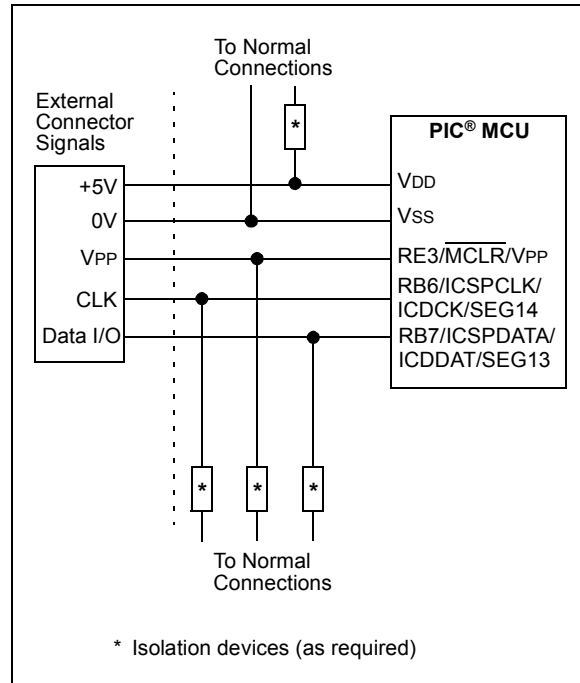 To Normal
Connections
*
External
Connector
Signals
PIC® MCU
+5V
VDD
0V
VSS
VPP
RE3/MCLR/VPP
CLK
RB6/ICSPCLK/
ICDCK/SEG14
Data I/O
RB7/ICSPDATA/
ICDDAT/SEG13
* * *
To Normal
Connections
* Isolation devices (as required)